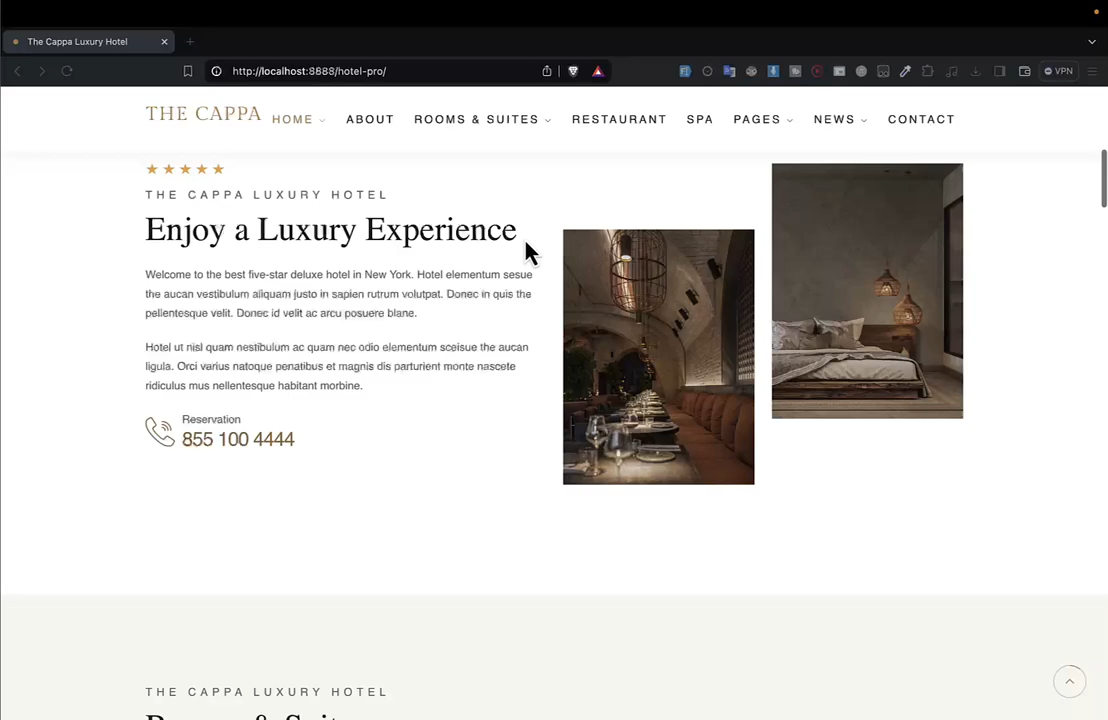 The Cappa Luxury Hotel
http://localhost:8888/hotel-pro/
VPN
THE CAPPA
HOME
ABOUT
ROOMS & SUITES
RESTAURANT
SPA
PAGES
NEWS
CONTACT
THE CAPPA LUXURY HOTEL
Enjoy a Luxury Experience
Welcome to the best five-star deluxe hotel in New York. Hotel elementum sesue
the aucan vestibulum aliquam justo in sapien rutrum volutpat. Donec in quis the
pellentesque velit. Donec id velit ac arcu posuere blane.
Hotel ut nisl quam nestibulum ac quam nec odio elementum sceisue the aucan
ligula. Orci varius natoque penatibus et magnis dis parturient monte nascete
ridiculus mus nellentesque habitant morbine.
Reservation
855 100 4444
THE CAPPA LUXURY HOTEL